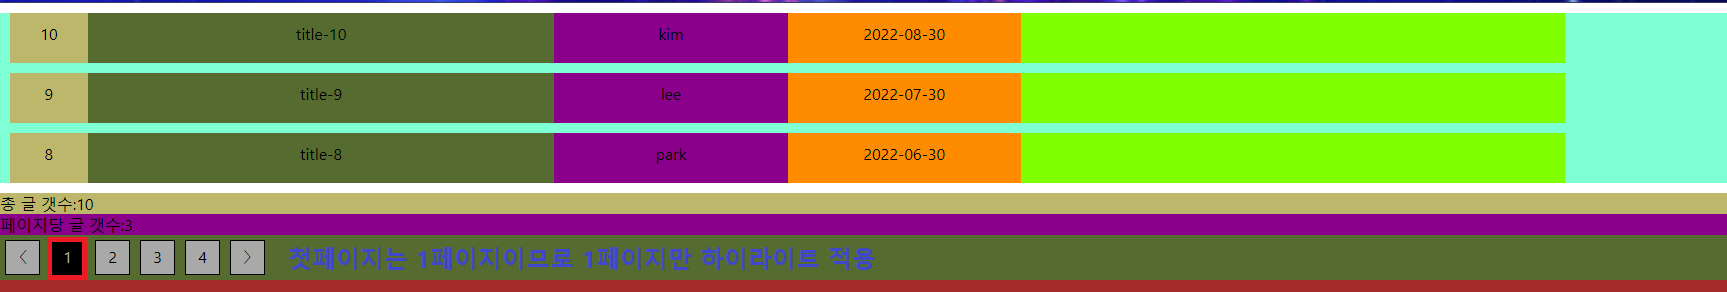 10 title-10 kim 2022-08-30
9 title-9 lee 2022-07-30
8 title-8 park 2022-06-30
총 글 갯수:10
페이지당 글 갯수:3
< 1 2 3 4 > 첫페이지는 1페이지이므로 1페이지만 하이라이트 적용